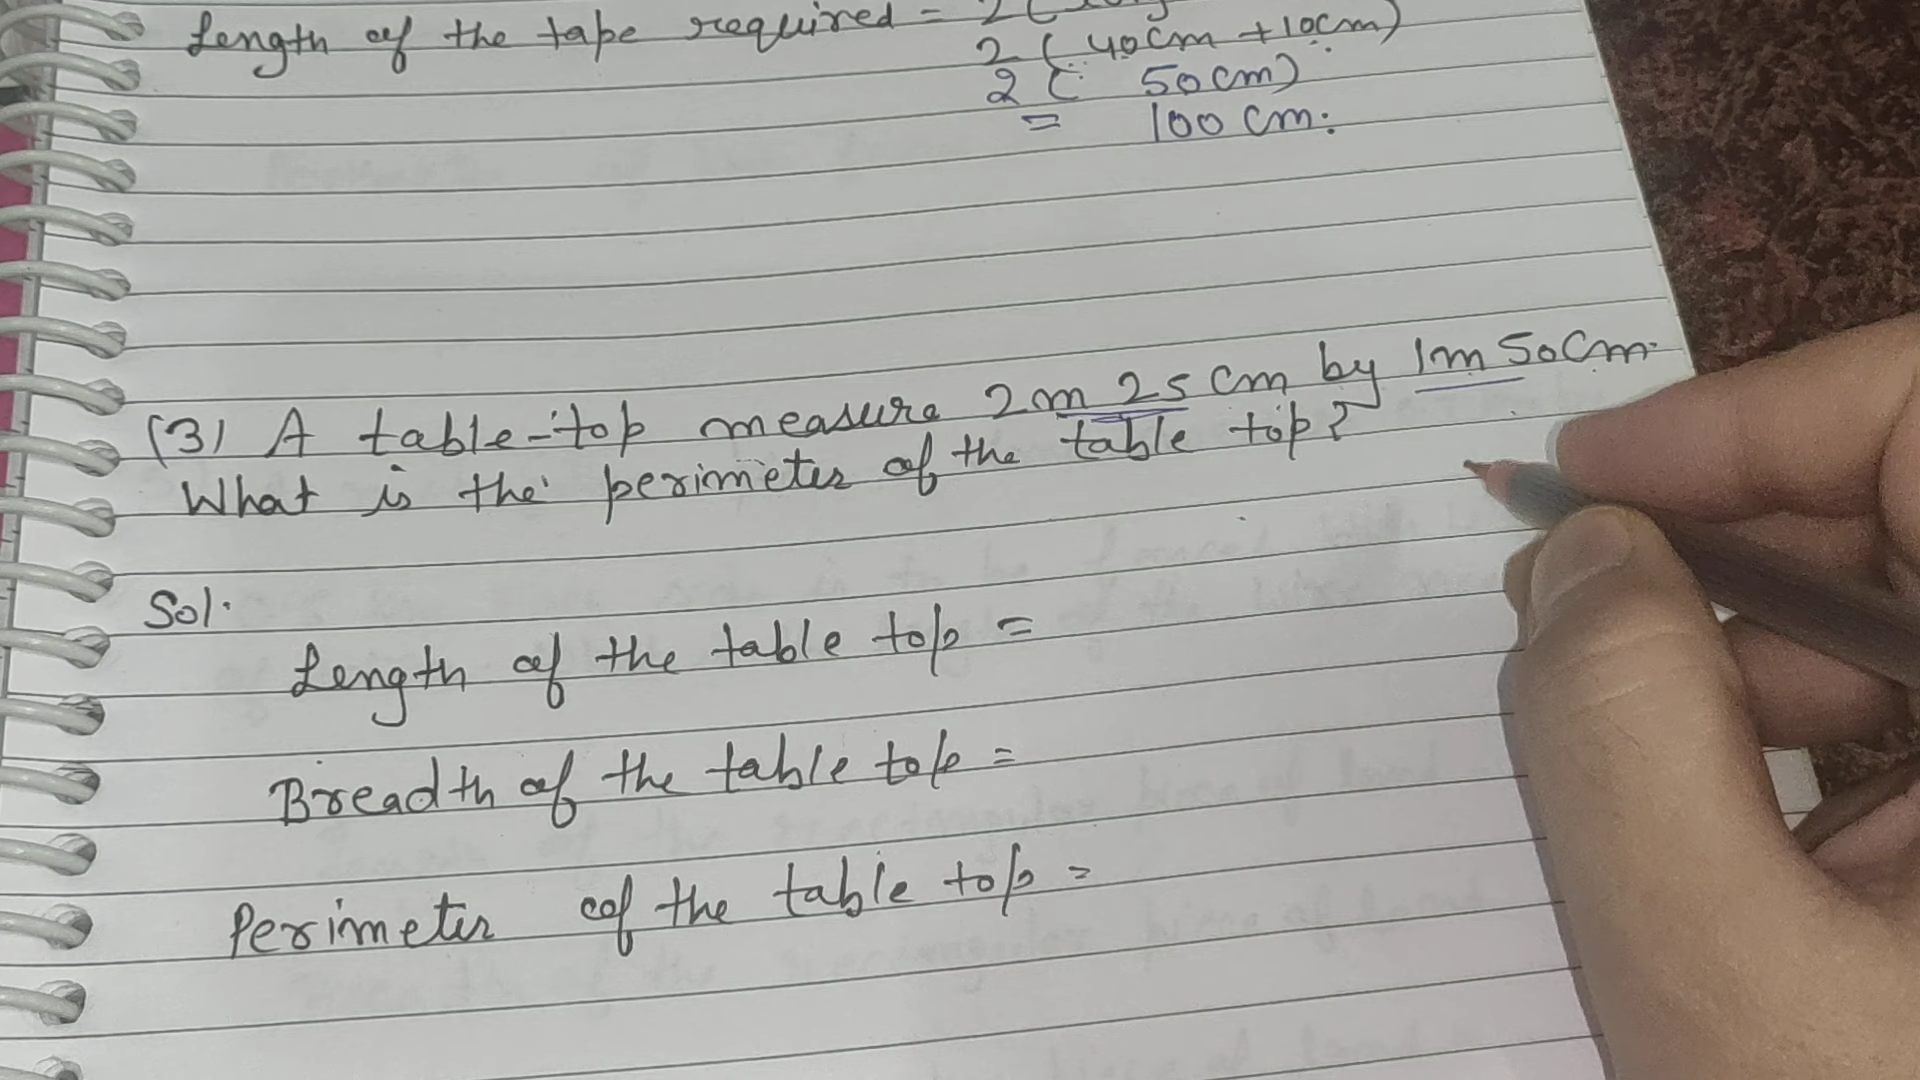 Length of the tape required = 2 (
2 (40cm + 10cm)
2 ( 50cm)
= 100 cm.
(3) A table-top measure 2m 25 cm by 1m 50cm.
What is the perimeter of the table top?
Sol.
Length of the table top =
Breadth of the table top =
Perimeter of the table top =